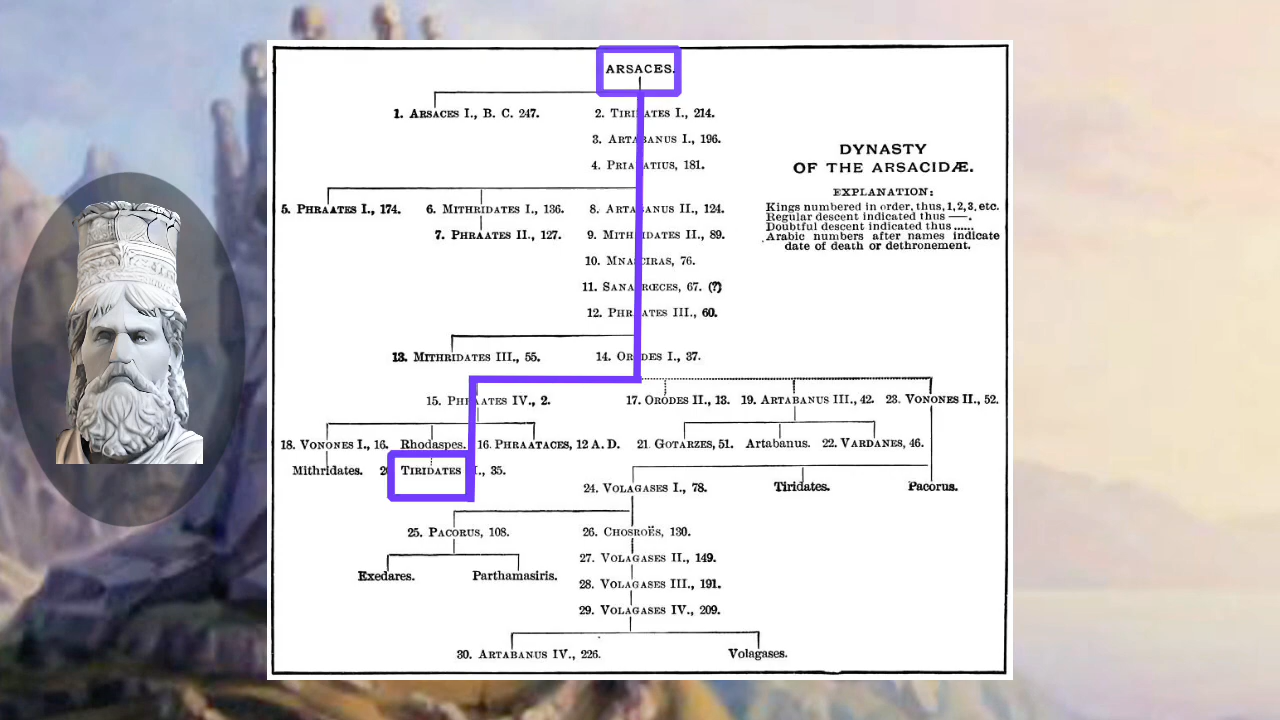 ARSACES.
1. ARSACES I., B. C. 247. 2. TIRIDATES I., 214.
3. ARTABANUS I., 196.
4. PRIAPATIUS, 181.
DYNASTY
OF THE ARSACIDÆ.
EXPLANATION:
Kings numbered in order, thus, 1, 2, 3, etc.
Regular descent indicated thus ——.
Doubtful descent indicated thus ......
Arabic numbers after names indicate
date of death or dethronement.
5. PHRAATES I., 174. 6. MITHRIDATES I., 136. 8. ARTABANUS II., 124.
7. PHRAATES II., 127. 9. MITHRIDATES II., 89.
10. MNASCIRAS, 76.
11. SANATRŒCES, 67. (?)
12. PHRAATES III., 60.
13. MITHRIDATES III., 55. 14. ORODES I., 37.
15. PHRAATES IV., 2. 17. ORODES II., 13. 19. ARTABANUS III., 42. 23. VONONES II., 52.
18. VONONES I., 16. Rhodaspes. 16. PHRAATACES, 12 A. D. 21. GOTARZES, 51. Artabanus. 22. VARDANES, 46.
Mithridates. TIRIDATES 35.
24. VOLAGASES I., 78. Tiridates. Pacorus.
25. PACORUS, 108. 26. CHOSROËS, 130.
27. VOLAGASES II., 149.
Exedares. Parthamasiris. 28. VOLAGASES III., 191.
29. VOLAGASES IV., 209.
30. ARTABANUS IV., 226. Volagases.